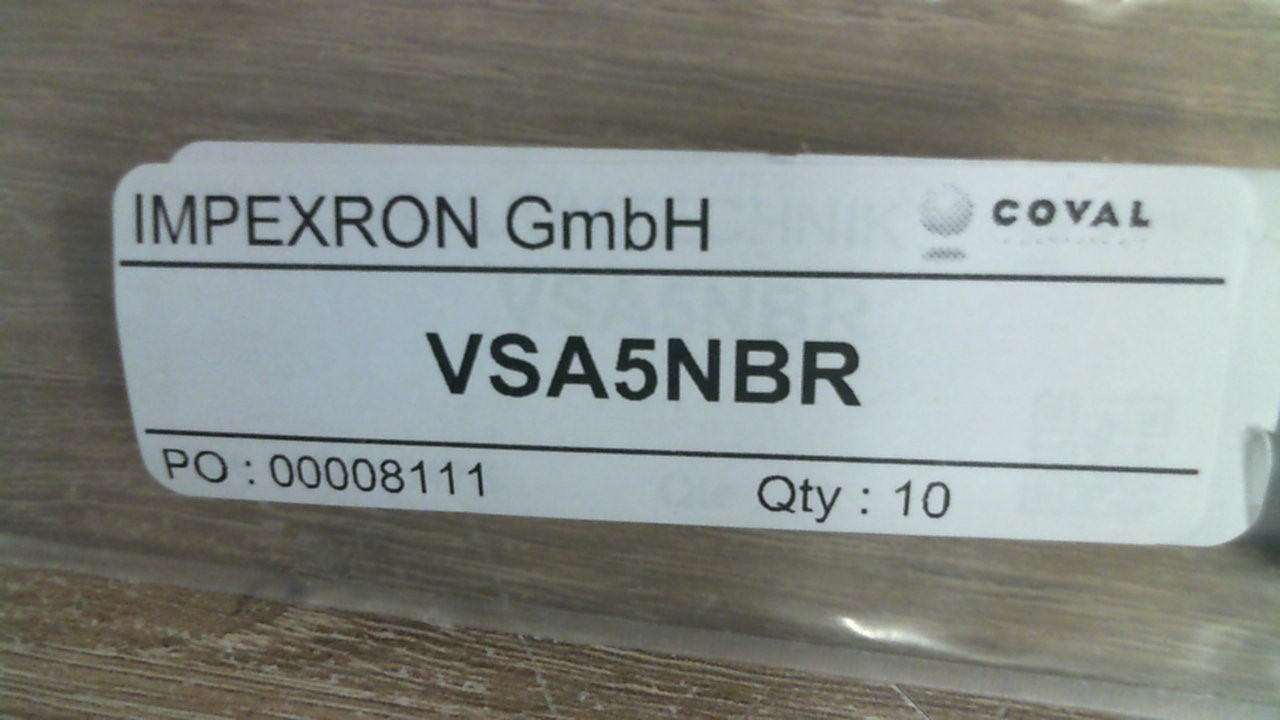 IMPEXRON GmbH
COVAL
VSA5NBR
PO : 00008111
Qty : 10